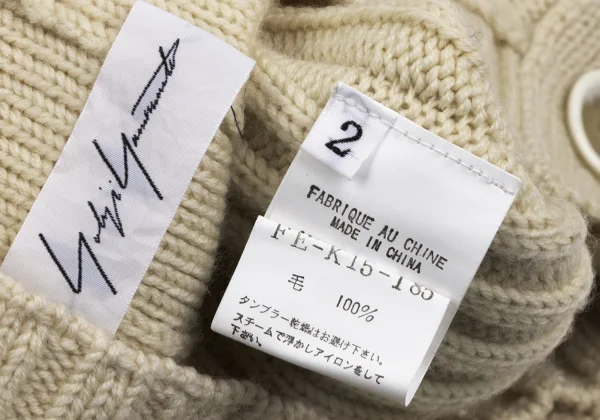 Yohji Yamamoto
2
FABRIQUE AU CHINE
MADE IN CHINA
FE-K15-185
毛 100%
タンブラー乾燥はお避け下さい。
スチームで浮かしアイロンをして
下さい。